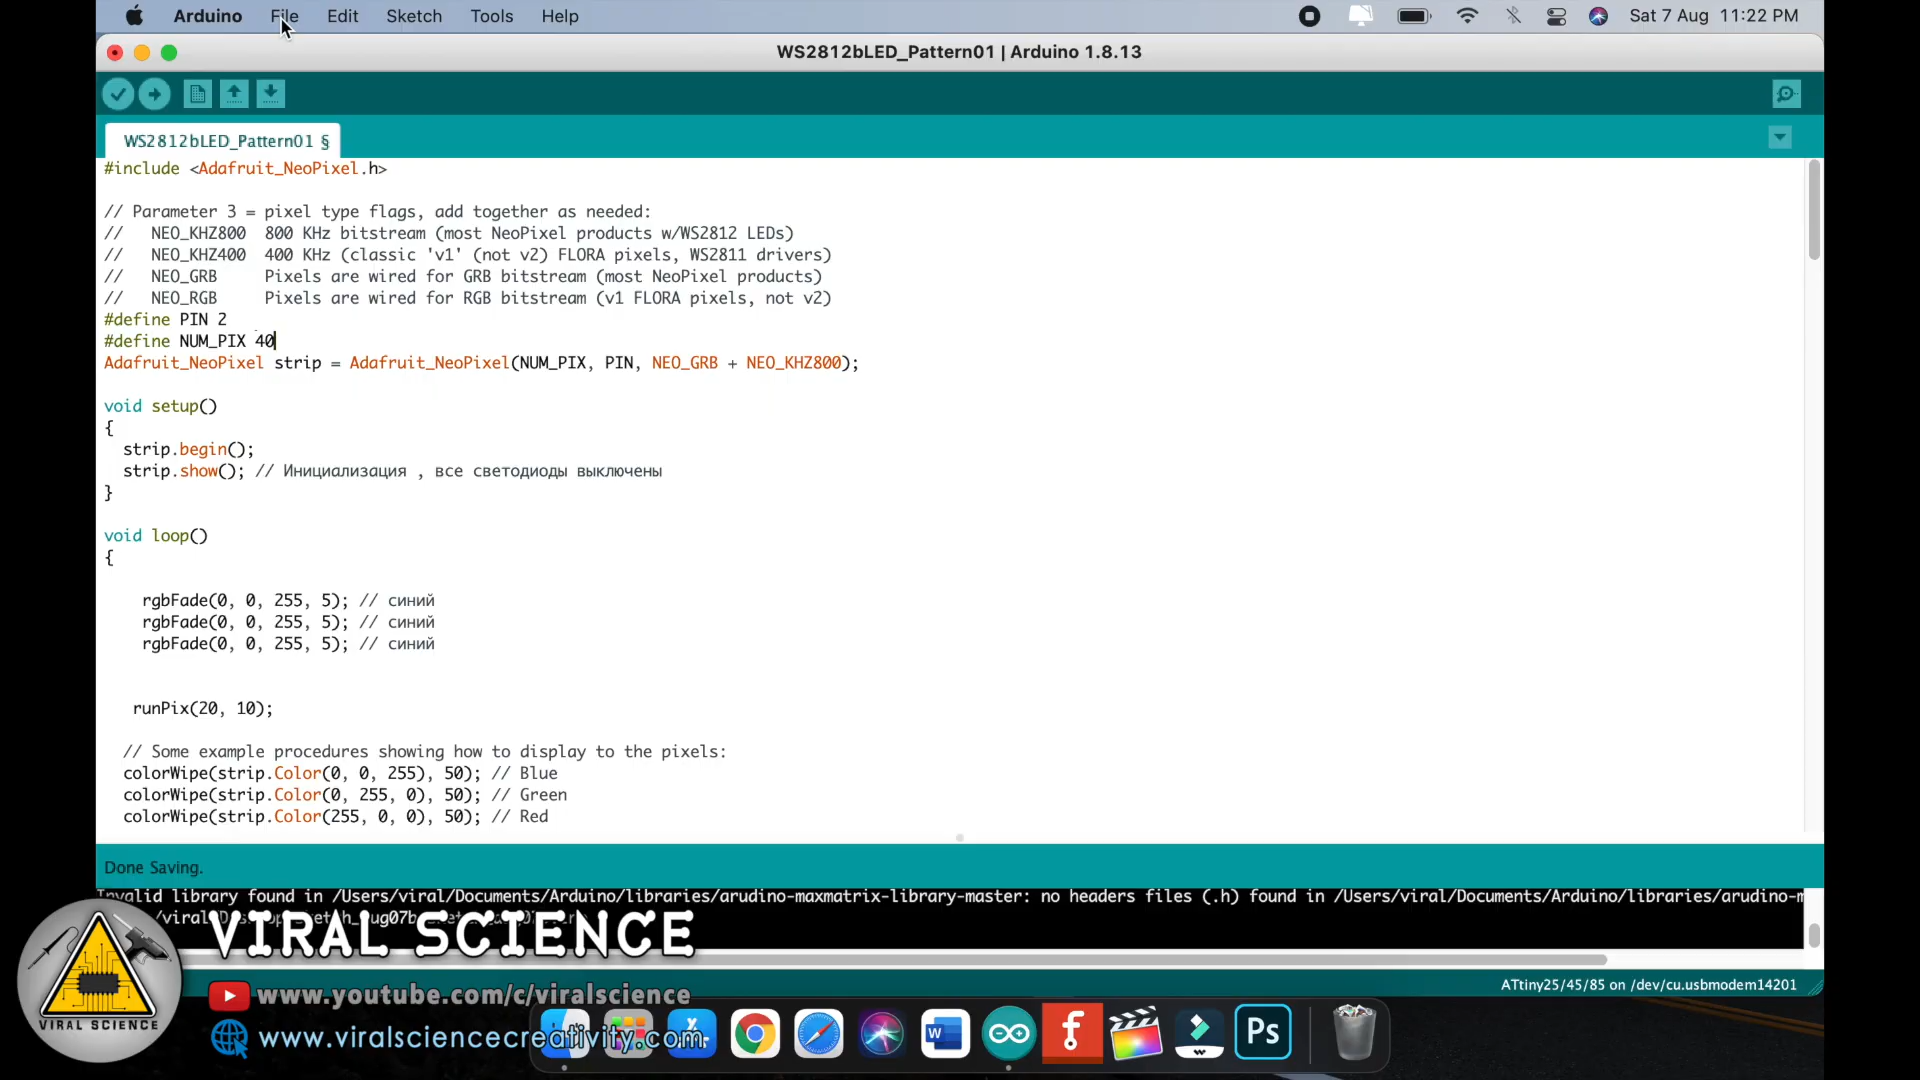 Arduino File Edit Sketch Tools Help Sat 7 Aug 11:22 PM
WS2812bLED_Pattern01 | Arduino 1.8.13
WS2812bLED_Pattern01 §
#include <Adafruit_NeoPixel.h>
// Parameter 3 = pixel type flags, add together as needed:
//   NEO_KHZ800  800 KHz bitstream (most NeoPixel products w/WS2812 LEDs)
//   NEO_KHZ400  400 KHz (classic 'v1' (not v2) FLORA pixels, WS2811 drivers)
//   NEO_GRB     Pixels are wired for GRB bitstream (most NeoPixel products)
//   NEO_RGB     Pixels are wired for RGB bitstream (v1 FLORA pixels, not v2)
#define PIN 2
#define NUM_PIX 40
Adafruit_NeoPixel strip = Adafruit_NeoPixel(NUM_PIX, PIN, NEO_GRB + NEO_KHZ800);
void setup()
{
strip.begin();
strip.show(); // Инициализация , все светодиоды выключены
}
void loop()
{
rgbFade(0, 0, 255, 5); // синий
rgbFade(0, 0, 255, 5); // синий
rgbFade(0, 0, 255, 5); // синий
runPix(20, 10);
// Some example procedures showing how to display to the pixels:
colorWipe(strip.Color(0, 0, 255), 50); // Blue
colorWipe(strip.Color(0, 255, 0), 50); // Green
colorWipe(strip.Color(255, 0, 0), 50); // Red
Done Saving.
Invalid library found in /Users/viral/Documents/Arduino/libraries/arudino-maxmatrix-library-master: no headers files (.h) found in /Users/viral/Documents/Arduino/libraries/arudino-m
VIRAL SCIENCE
ATtiny25/45/85 on /dev/cu.usbmodem14201
www.youtube.com/c/viralscience
VIRAL SCIENCE
www.viralsciencecreativity.com
W
f
Ps